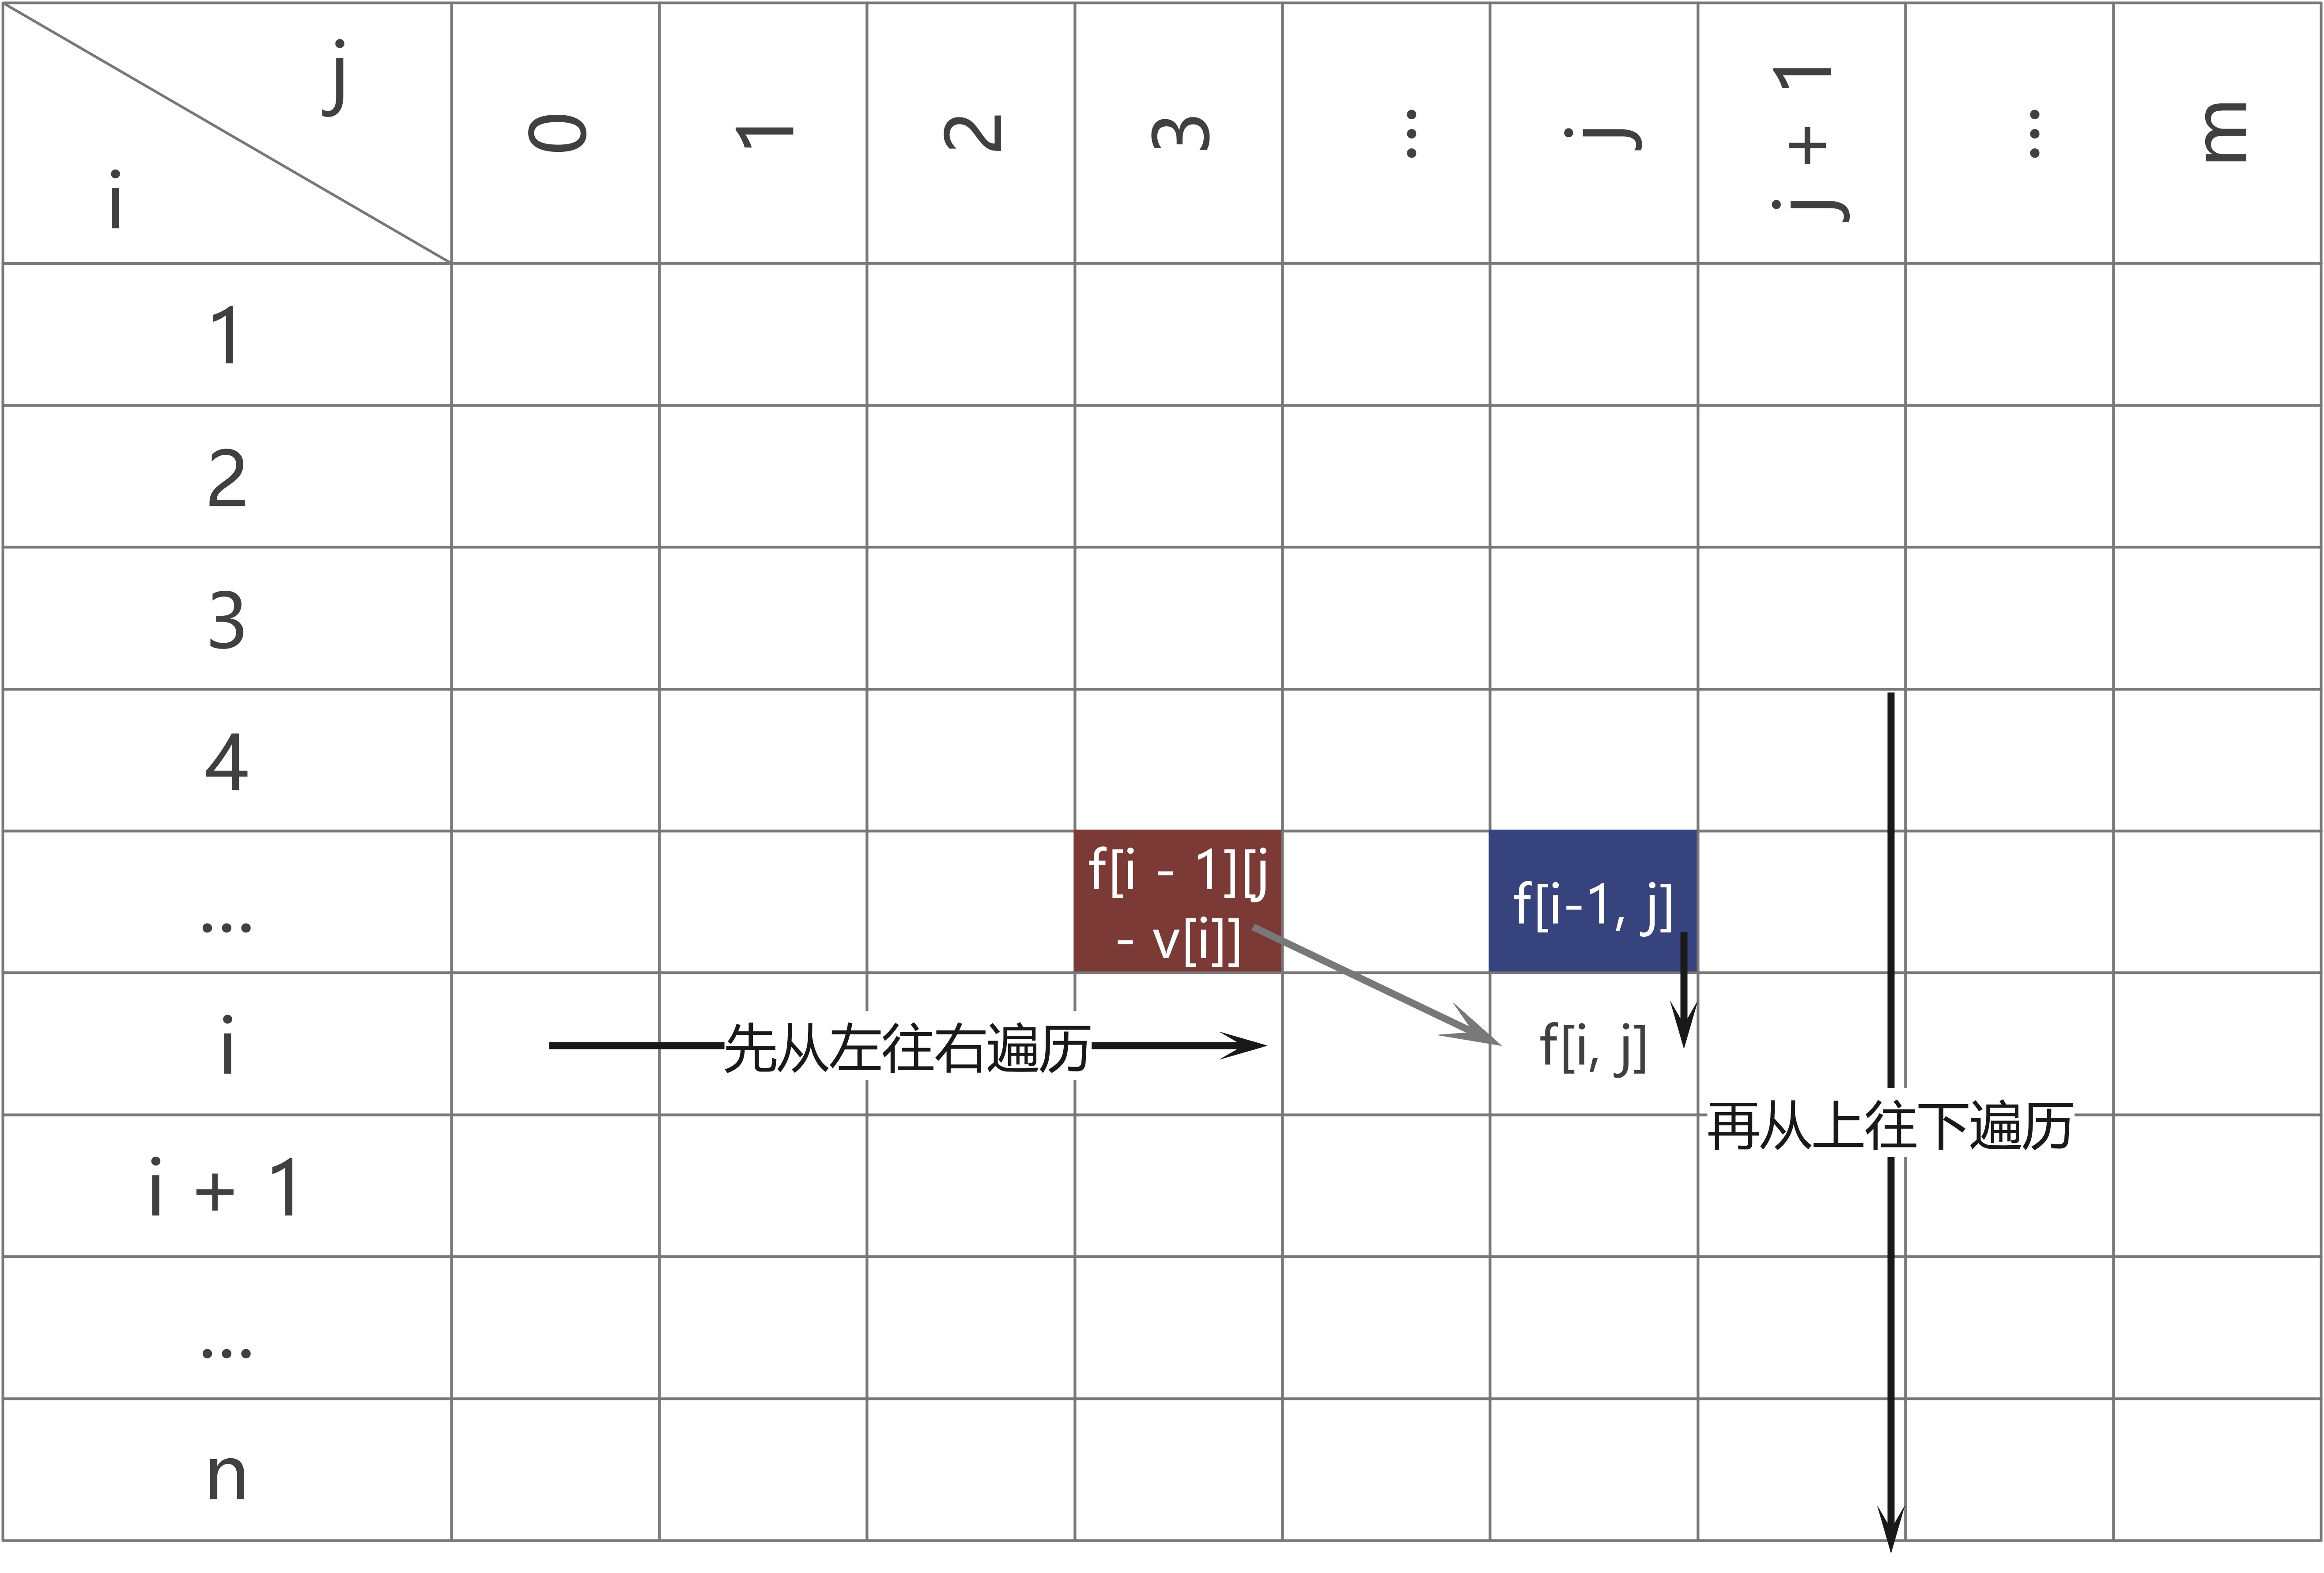 j
i
0 1 2 3 ... j j + 1 ... m
1
2
3
4
... f[i - 1][j f[i-1, j]
- v[i]]
i 先从左往右遍历 f[i, j]
再从上往下遍历
i + 1
...
n